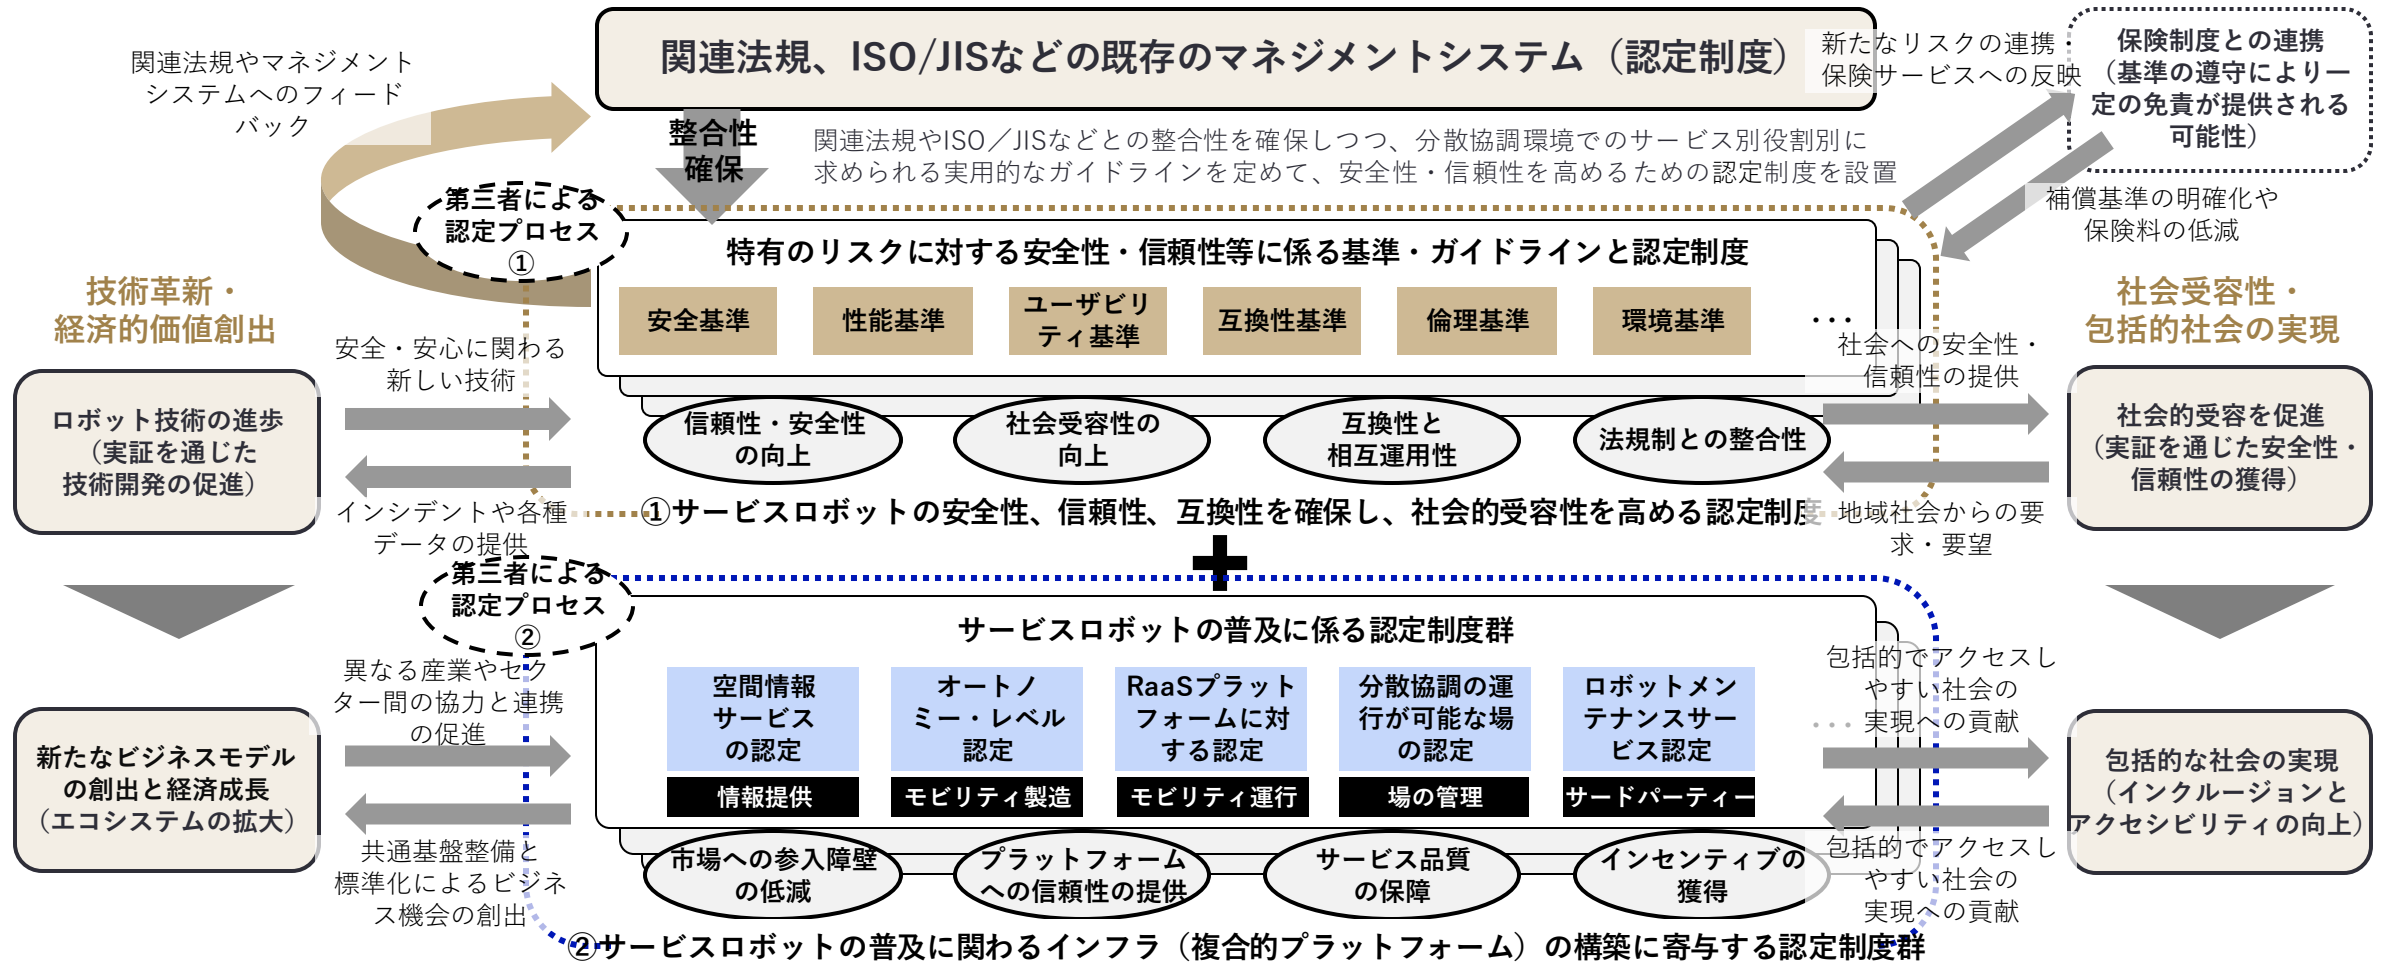 関連法規、ISO/JISなどの既存のマネジメントシステム（認定制度）
関連法規やマネジメント
システムへのフィード
バック
新たなリスクの連携・
保険サービスへの反映
保険制度との連携
（基準の遵守により一
定の免責が提供される
可能性）
整合性
確保
関連法規やISO／JISなどとの整合性を確保しつつ、分散協調環境でのサービス別役割別に
求められる実用的なガイドラインを定めて、安全性・信頼性を高めるための認定制度を設置
補償基準の明確化や
保険料の低減
第三者による
認定プロセス
①
特有のリスクに対する安全性・信頼性等に係る基準・ガイドラインと認定制度
安全基準
性能基準
ユーザビリ
ティ基準
互換性基準
倫理基準
環境基準
・・・
技術革新・
経済的価値創出
社会受容性・
包括的社会の実現
安全・安心に関わる
新しい技術
社会への安全性・
信頼性の提供
ロボット技術の進歩
（実証を通じた
技術開発の促進）
信頼性・安全性
の向上
社会受容性の
向上
互換性と
相互運用性
法規制との整合性
社会的受容を促進
（実証を通じた安全性・
信頼性の獲得）
インシデントや各種
データの提供
①サービスロボットの安全性、信頼性、互換性を確保し、社会的受容性を高める認定制度
地域社会からの要
求・要望
第三者による
認定プロセス
②
サービスロボットの普及に係る認定制度群
異なる産業やセク
ター間の協力と連携
の促進
空間情報
サービスの
の認定
オートノ
ミー・レベル
認定
RaaSプラット
フォームに対
する認定
分散協調の運
行が可能な場
の認定
ロボットメン
テナンスサー
ビス認定
・・・
包括的でアクセスし
やすい社会の
実現への貢献
情報提供
モビリティ製造
モビリティ運行
場の管理
サードパーティー
新たなビジネスモデル
の創出と経済成長
（エコシステムの拡大）
包括的な社会の実現
（インクルージョンと
アクセシビリティの向上）
共通基盤整備と
標準化によるビジネ
ス機会の創出
市場への参入障壁
の低減
プラットフォーム
への信頼性の提供
サービス品質
の保障
インセンティブの
獲得
包括的でアクセスし
やすい社会の
実現への貢献
②サービスロボットの普及に関わるインフラ（複合的プラットフォーム）の構築に寄与する認定制度群